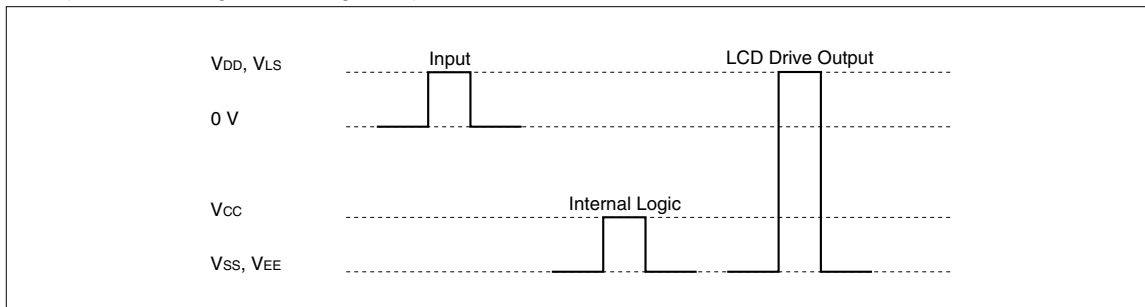 VDD, VLS
Input
LCD Drive Output
0 V
VCC
Internal Logic
VSS, VEE